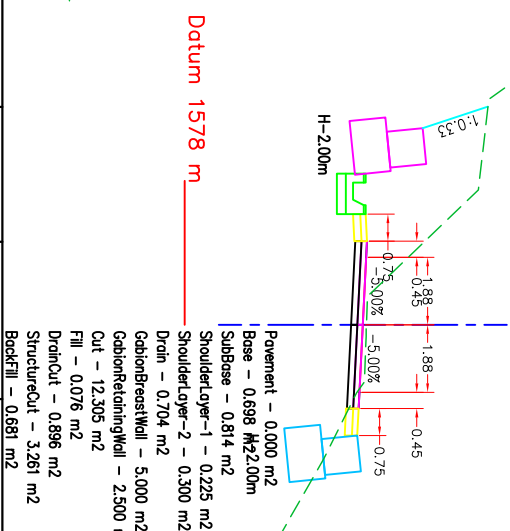 1:0.33
H-2.00m
0.75
0.45
1.88
-5.00%
-5.00%
1.88
0.45
0.75
Datum 1578 m
H-2.00m
Pavement - 0.000 m2
Base - 0.698 m2
SubBase - 0.814 m2
ShoulderLayer-1 - 0.225 m2
ShoulderLayer-2 - 0.300 m2
Drain - 0.704 m2
GabionBreastWall - 5.000 m2
GabionRetainingWall - 2.500
Cut - 12.305 m2
Fill - 0.076 m2
DrainCut - 0.896 m2
StructureCut - 3.261 m2
BackFill - 0.681 m2